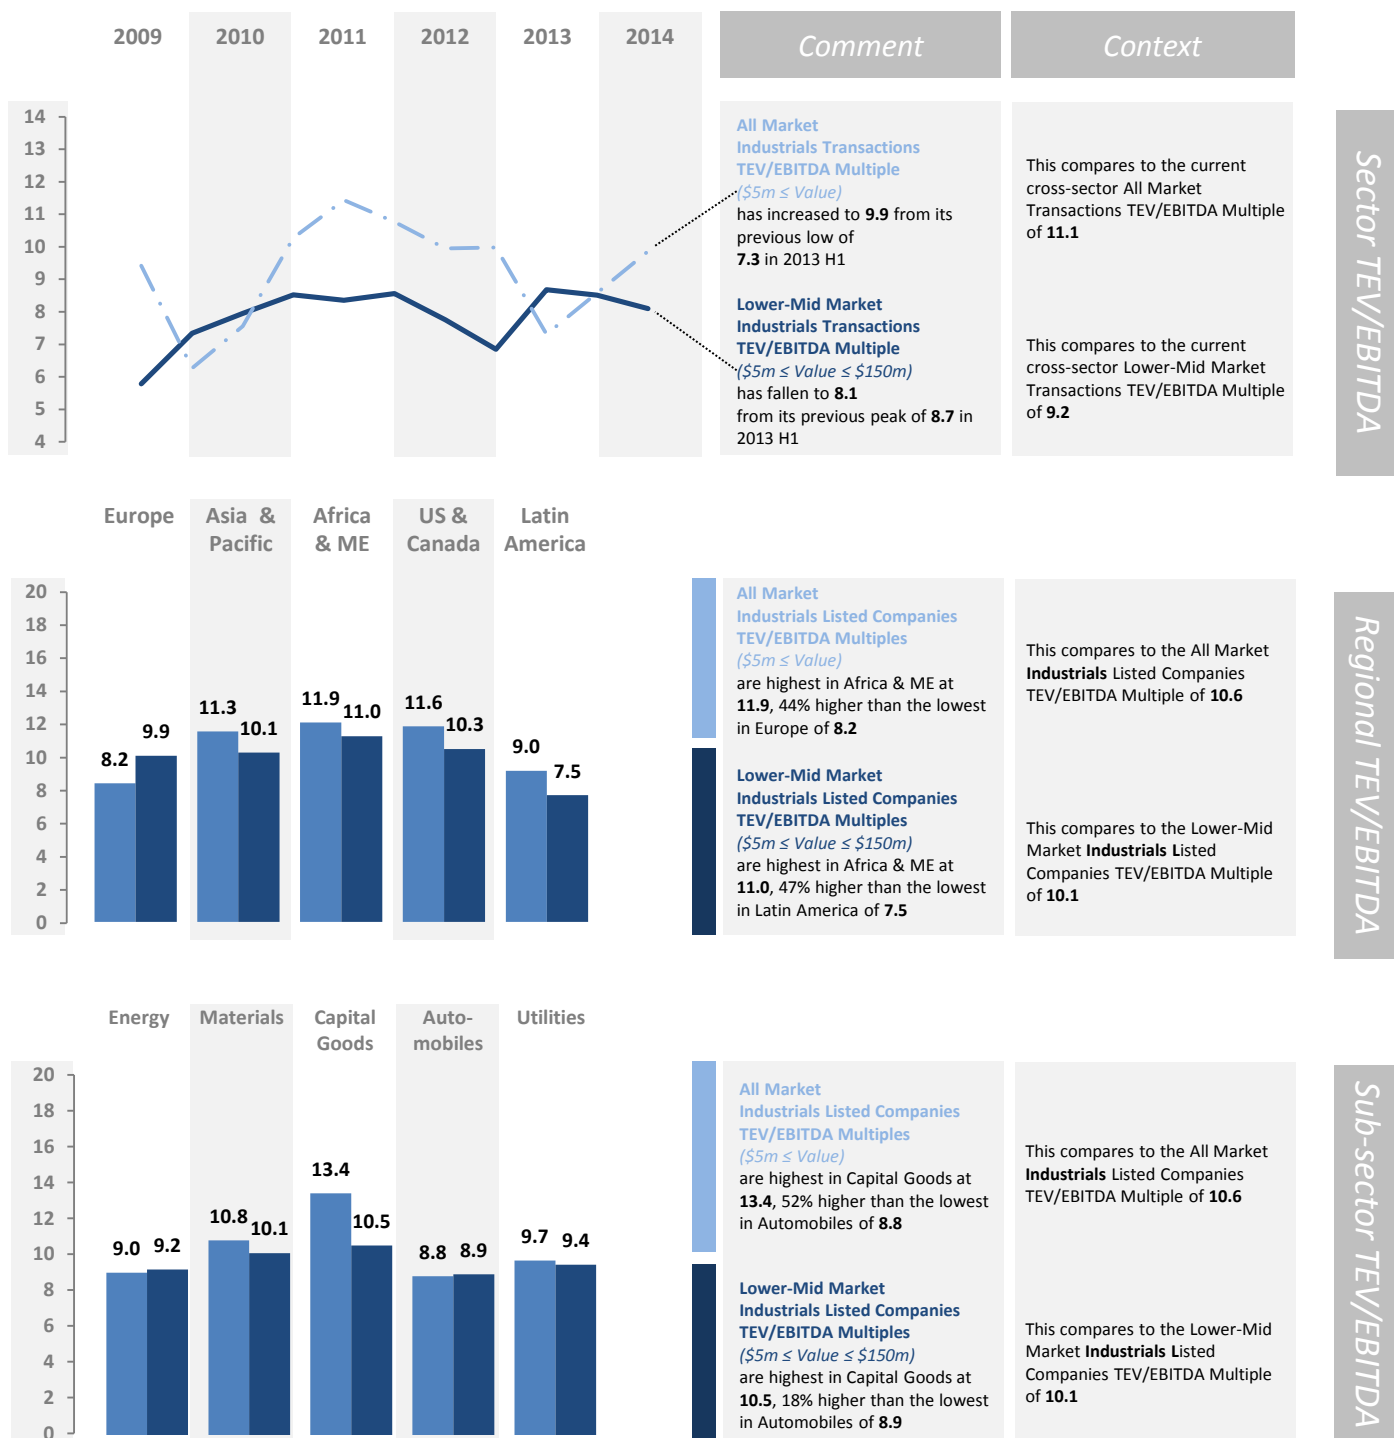 2009 2010 2011 2012 2013 2014
Comment
Context
14
13
12
11
10
9
8
7
6
5
4
All Market
Industrials Transactions
TEV/EBITDA Multiple
($5m ≤ Value)
has increased to 9.9 from its
previous low of
7.3 in 2013 H1
Lower-Mid Market
Industrials Transactions
TEV/EBITDA Multiple
($5m ≤ Value ≤ $150m)
has fallen to 8.1
from its previous peak of 8.7 in
2013 H1
This compares to the current
cross-sector All Market
Transactions TEV/EBITDA Multiple
of 11.1
This compares to the current
cross-sector Lower-Mid Market
Transactions TEV/EBITDA Multiple
of 9.2
Sector TEV/EBITDA
Europe
Asia & 
Pacific
Africa
& ME
US &
Canada
Latin
America
20
18
16
14
12
10
8
6
4
2
0
8.2
9.9
11.3
10.1
11.9
11.0
11.6
10.3
9.0
7.5
All Market
Industrials Listed Companies
TEV/EBITDA Multiples
($5m ≤ Value)
are highest in Africa & ME at
11.9, 44% higher than the lowest
in Europe of 8.2
Lower-Mid Market
Industrials Listed Companies
TEV/EBITDA Multiples
($5m ≤ Value ≤ $150m)
are highest in Africa & ME at
11.0, 47% higher than the lowest
in Latin America of 7.5
This compares to the All Market
Industrials Listed Companies
TEV/EBITDA Multiple of 10.6
This compares to the Lower-Mid
Market Industrials Listed
Companies TEV/EBITDA Multiple
of 10.1
Regional TEV/EBITDA
Energy
Materials
Capital
Goods
Auto-
mobiles
Utilities
20
18
16
14
12
10
8
6
4
2
0
9.0
9.2
10.8
10.1
13.4
10.5
8.8
8.9
9.7
9.4
All Market
Industrials Listed Companies
TEV/EBITDA Multiples
($5m ≤ Value)
are highest in Capital Goods at
13.4, 52% higher than the lowest
in Automobiles of 8.8
Lower-Mid Market
Industrials Listed Companies
TEV/EBITDA Multiples
($5m ≤ Value ≤ $150m)
are highest in Capital Goods at
10.5, 18% higher than the lowest
in Automobiles of 8.9
This compares to the All Market
Industrials Listed Companies
TEV/EBITDA Multiple of 10.6
This compares to the Lower-Mid
Market Industrials Listed
Companies TEV/EBITDA Multiple
of 10.1
Sub-sector TEV/EBITDA